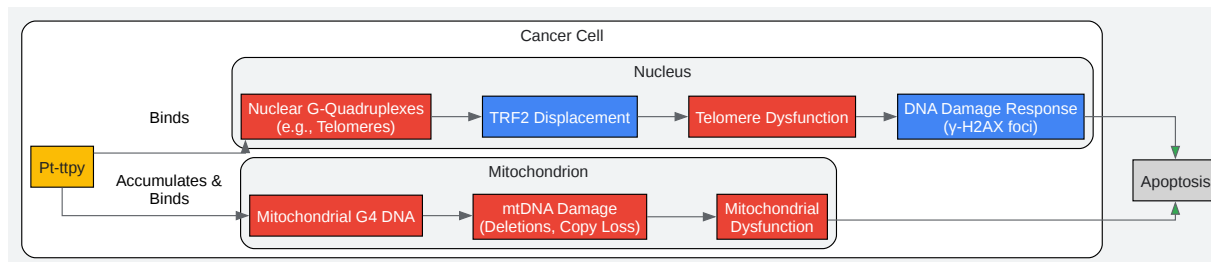 Cancer Cell
Nucleus
Binds
Nuclear G-Quadruplexes
(e.g., Telomeres)
TRF2 Displacement
Telomere Dysfunction
DNA Damage Response
(γ-H2AX foci)
Pt-ttpy
Accumulates &
Binds
Mitochondrion
Mitochondrial G4 DNA
mtDNA Damage
(Deletions, Copy Loss)
Mitochondrial
Dysfunction
Apoptosis